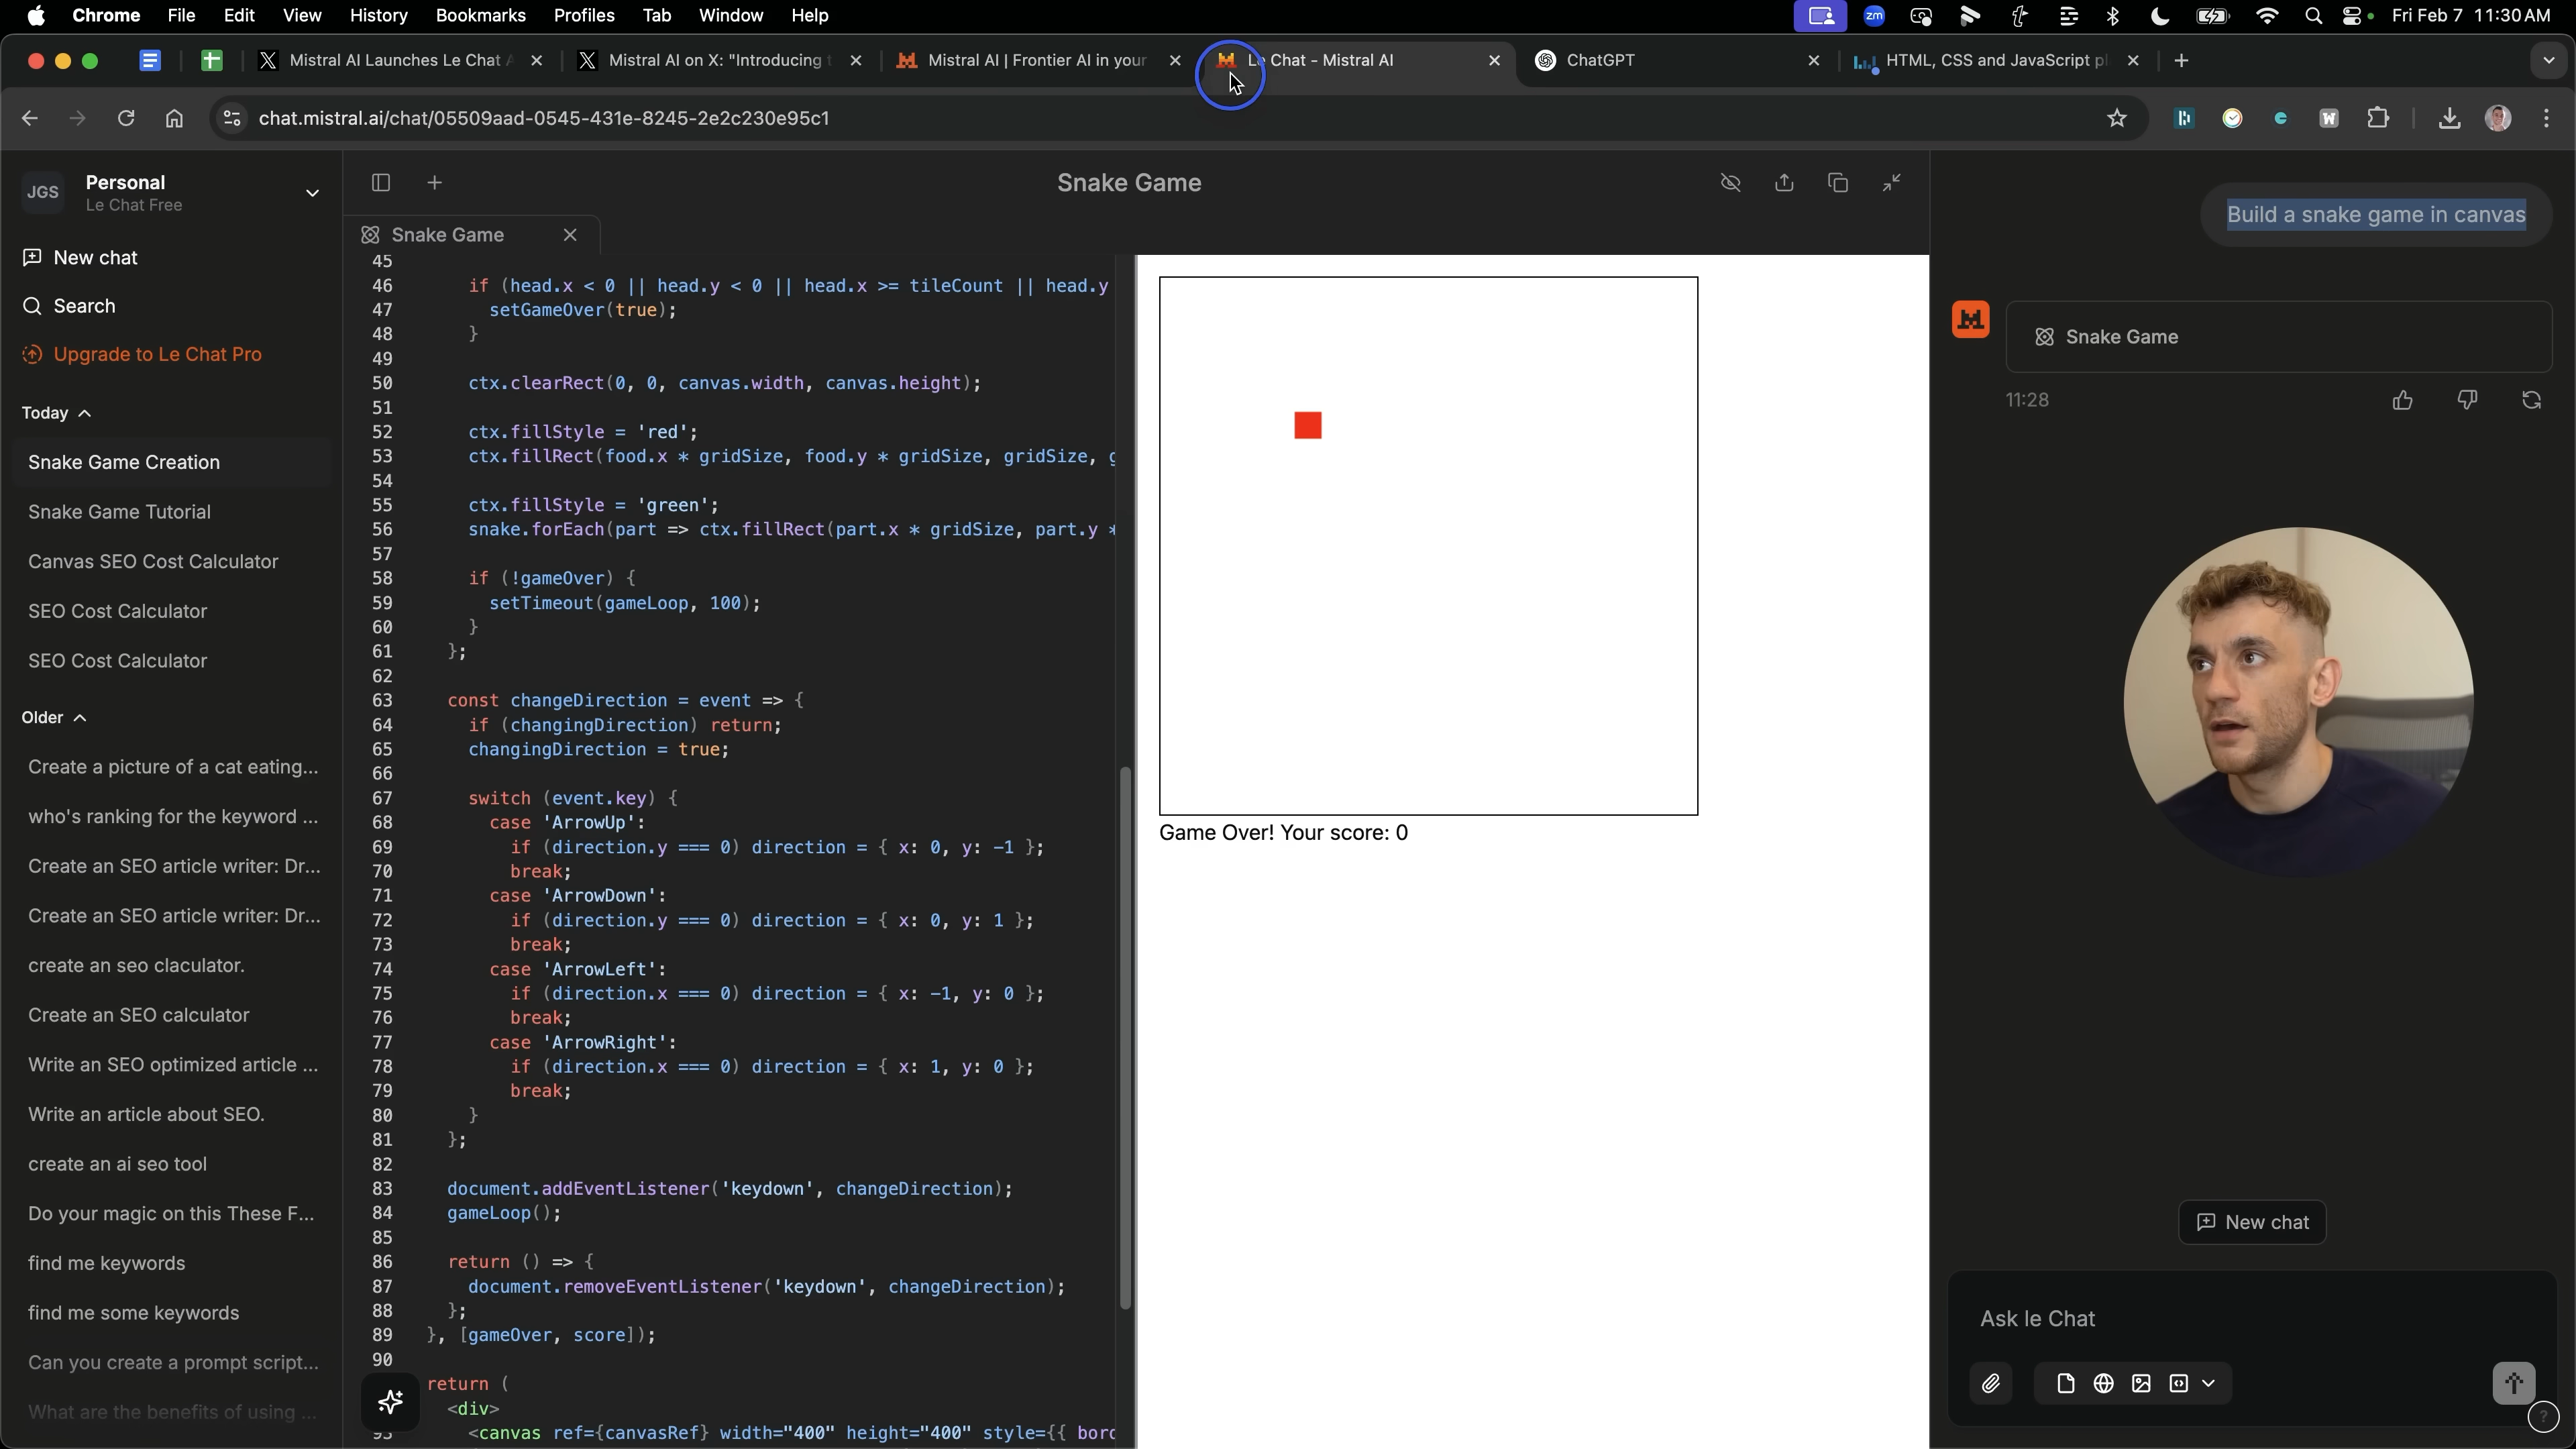 Chrome File Edit View History Bookmarks Profiles Tab Window Help
zm
Fri Feb 7 11:30 AM
Mistral AI Launches Le Chat
Mistral AI on X: "Introducing
Mistral AI | Frontier AI in your
Le Chat - Mistral AI
ChatGPT
HTML, CSS and JavaScript
chat.mistral.ai/chat/05509aad-0545-431e-8245-2e2c230e95c1
JGS
Personal
Le Chat Free
New chat
Search
Upgrade to Le Chat Pro
Today
Snake Game Creation
Snake Game Tutorial
Canvas SEO Cost Calculator
SEO Cost Calculator
SEO Cost Calculator
Older
Create a picture of a cat eating...
who's ranking for the keyword ...
Create an SEO article writer: Dr...
Create an SEO article writer: Dr...
create an seo claculator.
Create an SEO calculator
Write an SEO optimized article ...
Write an article about SEO.
create an ai seo tool
Do your magic on this These F...
find me keywords
find me some keywords
Can you create a prompt script...
What are the benefits of using ...
Snake Game
Snake Game
45
46 if (head.x < 0 || head.y < 0 || head.x >= tileCount || head.y
47 setGameOver(true);
48 }
49
50 ctx.clearRect(0, 0, canvas.width, canvas.height);
51
52 ctx.fillStyle = 'red';
53 ctx.fillRect(food.x * gridSize, food.y * gridSize, gridSize,
54
55 ctx.fillStyle = 'green';
56 snake.forEach(part => ctx.fillRect(part.x * gridSize, part.y *
57
58 if (!gameOver) {
59 setTimeout(gameLoop, 100);
60 }
61 };
62
63 const changeDirection = event => {
64 if (changingDirection) return;
65 changingDirection = true;
66
67 switch (event.key) {
68 case 'ArrowUp':
69 if (direction.y === 0) direction = { x: 0, y: -1 };
70 break;
71 case 'ArrowDown':
72 if (direction.y === 0) direction = { x: 0, y: 1 };
73 break;
74 case 'ArrowLeft':
75 if (direction.x === 0) direction = { x: -1, y: 0 };
76 break;
77 case 'ArrowRight':
78 if (direction.x === 0) direction = { x: 1, y: 0 };
79 break;
80 }
81 };
82
83 document.addEventListener('keydown', changeDirection);
84 gameLoop();
85
86 return () => {
87 document.removeEventListener('keydown', changeDirection);
88 };
89 }, [gameOver, score]);
90
return (
<div>
<canvas ref={canvasRef} width="400" height="400" style={{
Game Over! Your score: 0
Build a snake game in canvas
Snake Game
11:28
New chat
Ask le Chat
?